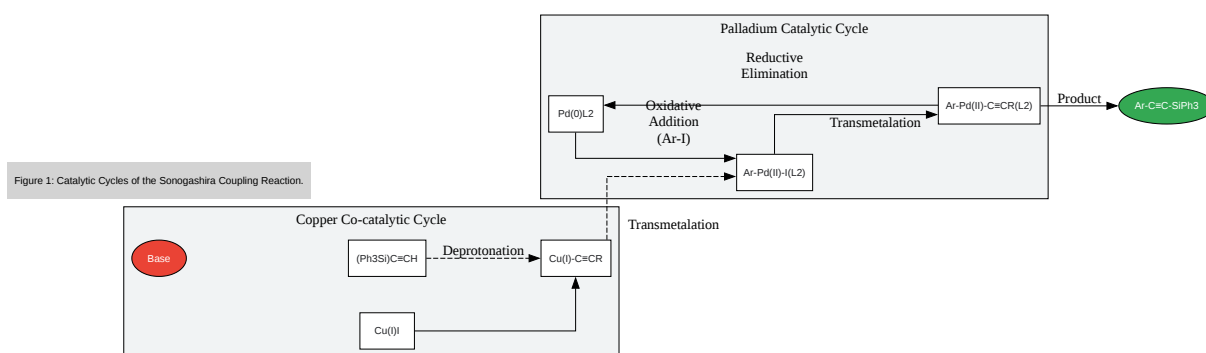 Palladium Catalytic Cycle
Reductive
Elimination
Pd(0)L2
Oxidative
Addition
(Ar-I)
Transmetalation
Ar-Pd(II)-C≡CR(L2)
Product
Ar-C≡C-SiPh3
Ar-Pd(II)-I(L2)
Figure 1: Catalytic Cycles of the Sonogashira Coupling Reaction.
Copper Co-catalytic Cycle
Transmetalation
Base
(Ph3Si)C≡CH
Deprotonation
Cu(I)-C≡CR
Cu(I)I